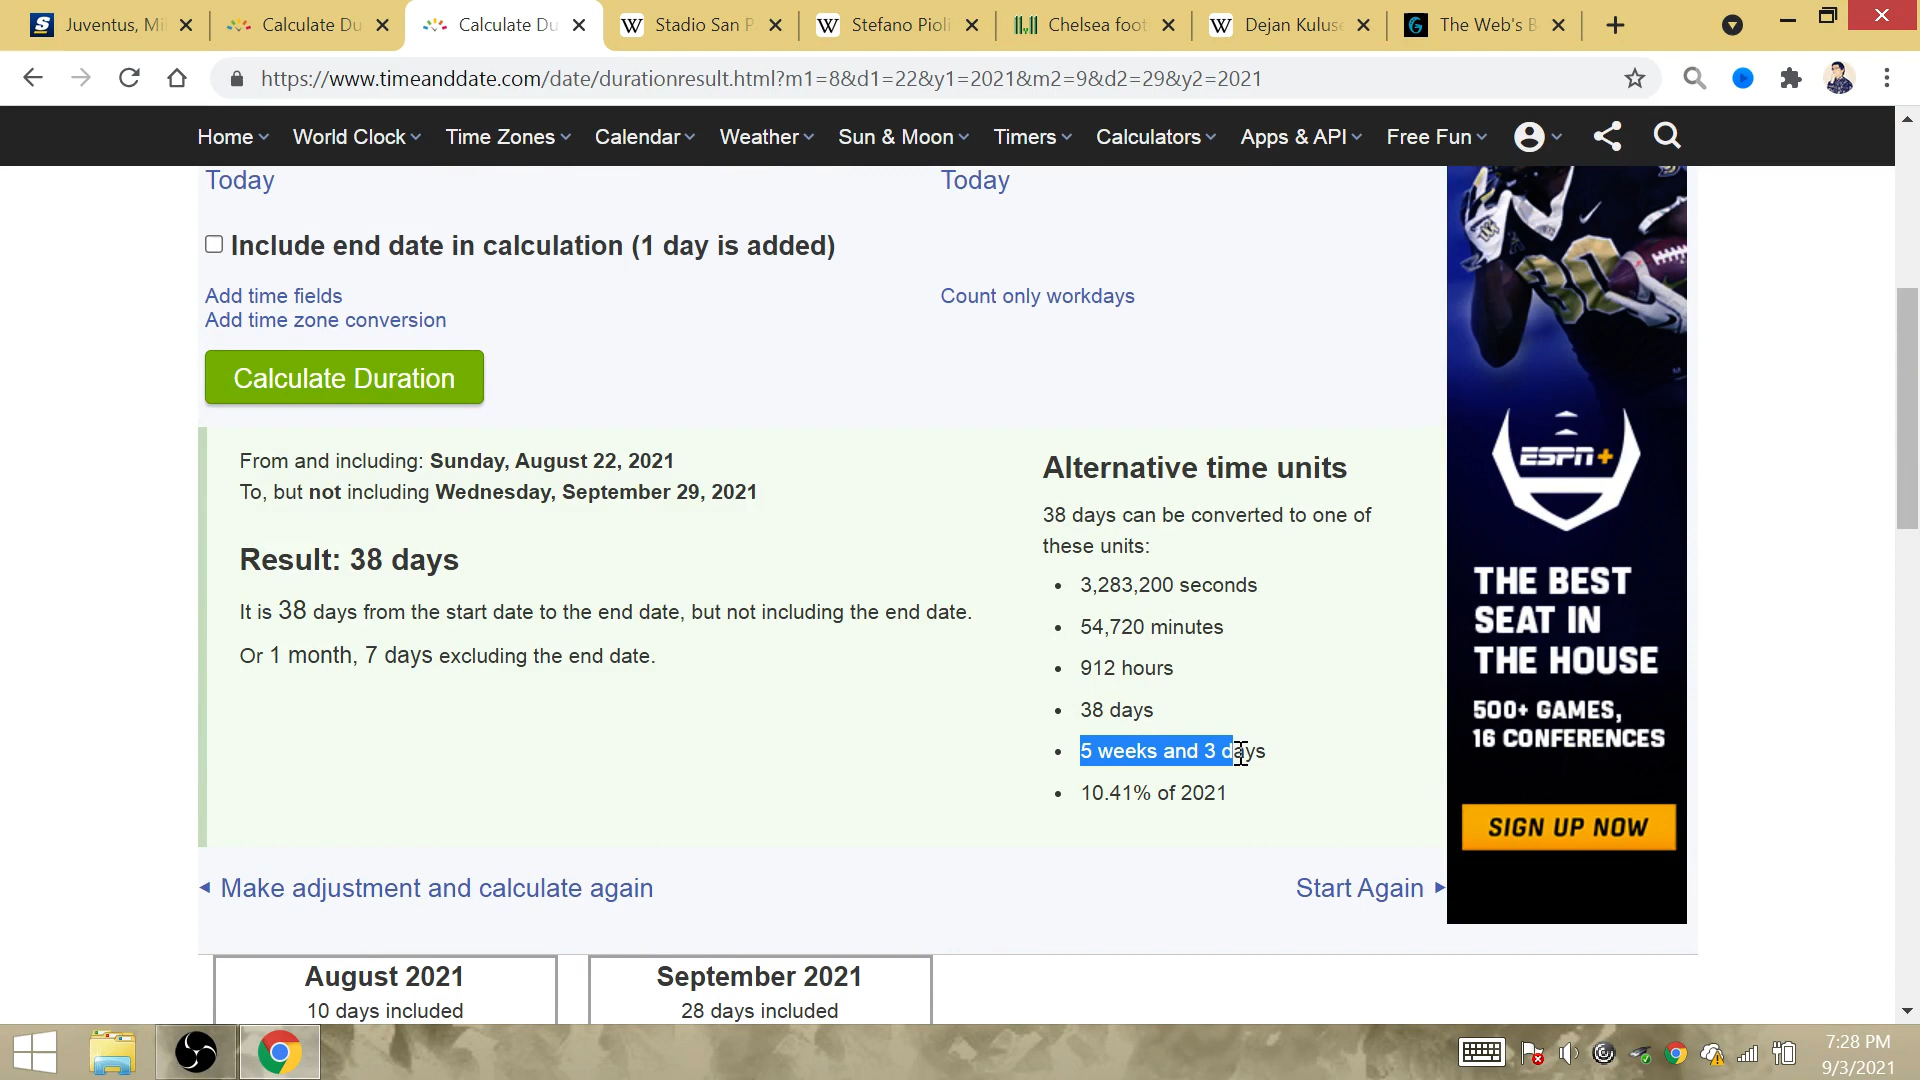 Juventus, Mi
Calculate Du
Calculate Du
Stadio San P
Stefano Pioli
Chelsea foot
Dejan Kuluse
The Web's B
https://www.timeanddate.com/date/durationresult.html?m1=8&d1=22&y1=2021&m2=9&d2=29&y2=2021
Home World Clock Time Zones Calendar Weather Sun & Moon Timers Calculators Apps & API Free Fun
Today Today
Include end date in calculation (1 day is added)
Add time fields Count only workdays
Add time zone conversion
Calculate Duration
From and including: Sunday, August 22, 2021
To, but not including Wednesday, September 29, 2021
Result: 38 days
It is 38 days from the start date to the end date, but not including the end date.
Or 1 month, 7 days excluding the end date.
Alternative time units
38 days can be converted to one of
these units:
• 3,283,200 seconds
• 54,720 minutes
• 912 hours
• 38 days
• 5 weeks and 3 days
• 10.41% of 2021
Make adjustment and calculate again
Start Again
August 2021
10 days included
September 2021
28 days included
30
ESPN+
THE BEST
SEAT IN
THE HOUSE
500+ GAMES,
16 CONFERENCES
SIGN UP NOW
7:28 PM
9/3/2021